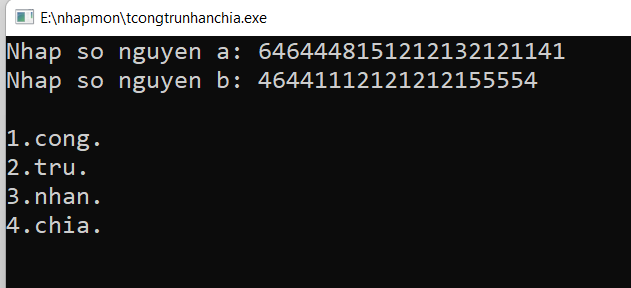 E:\nhapmon\tcongtrunhanchia.exe
Nhap so nguyen a: 6464448151212132121141
Nhap so nguyen b: 46441112121212155554
1.cong.
2.tru.
3.nhan.
4.chia.